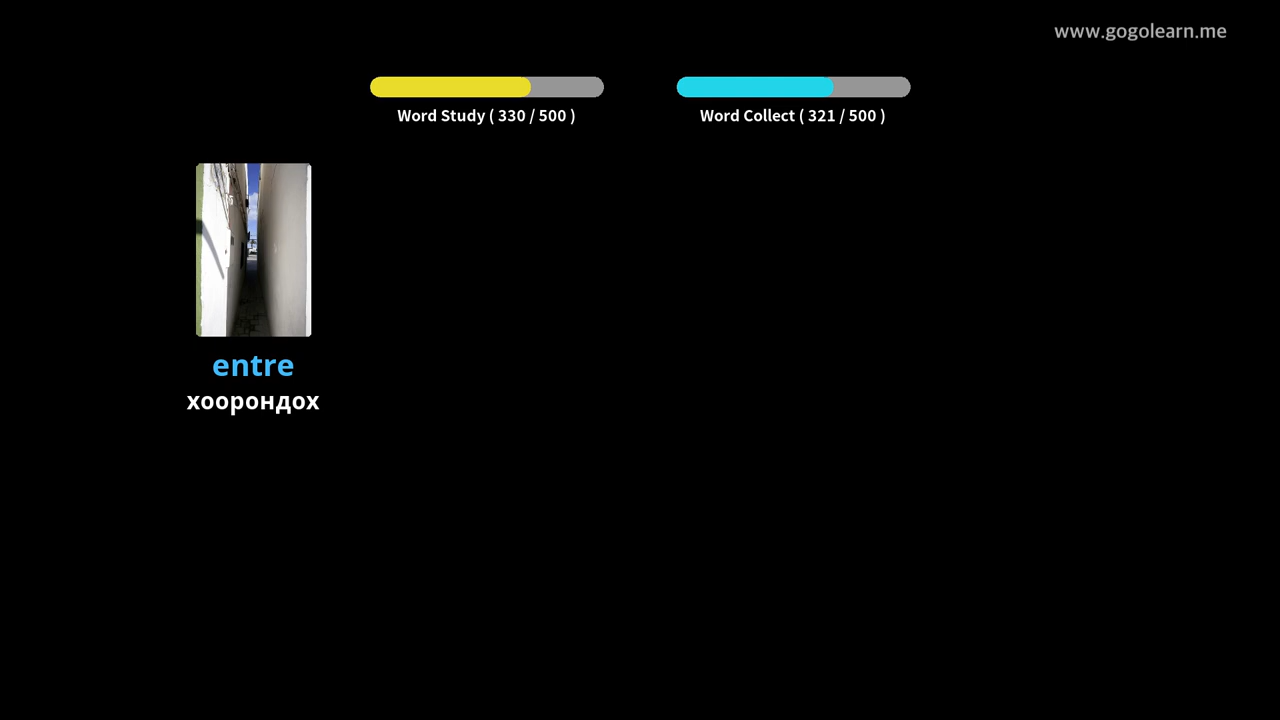 www.gogolearn.me
Word Study ( 330 / 500 )
Word Collect ( 321 / 500 )
entre
хоорондох